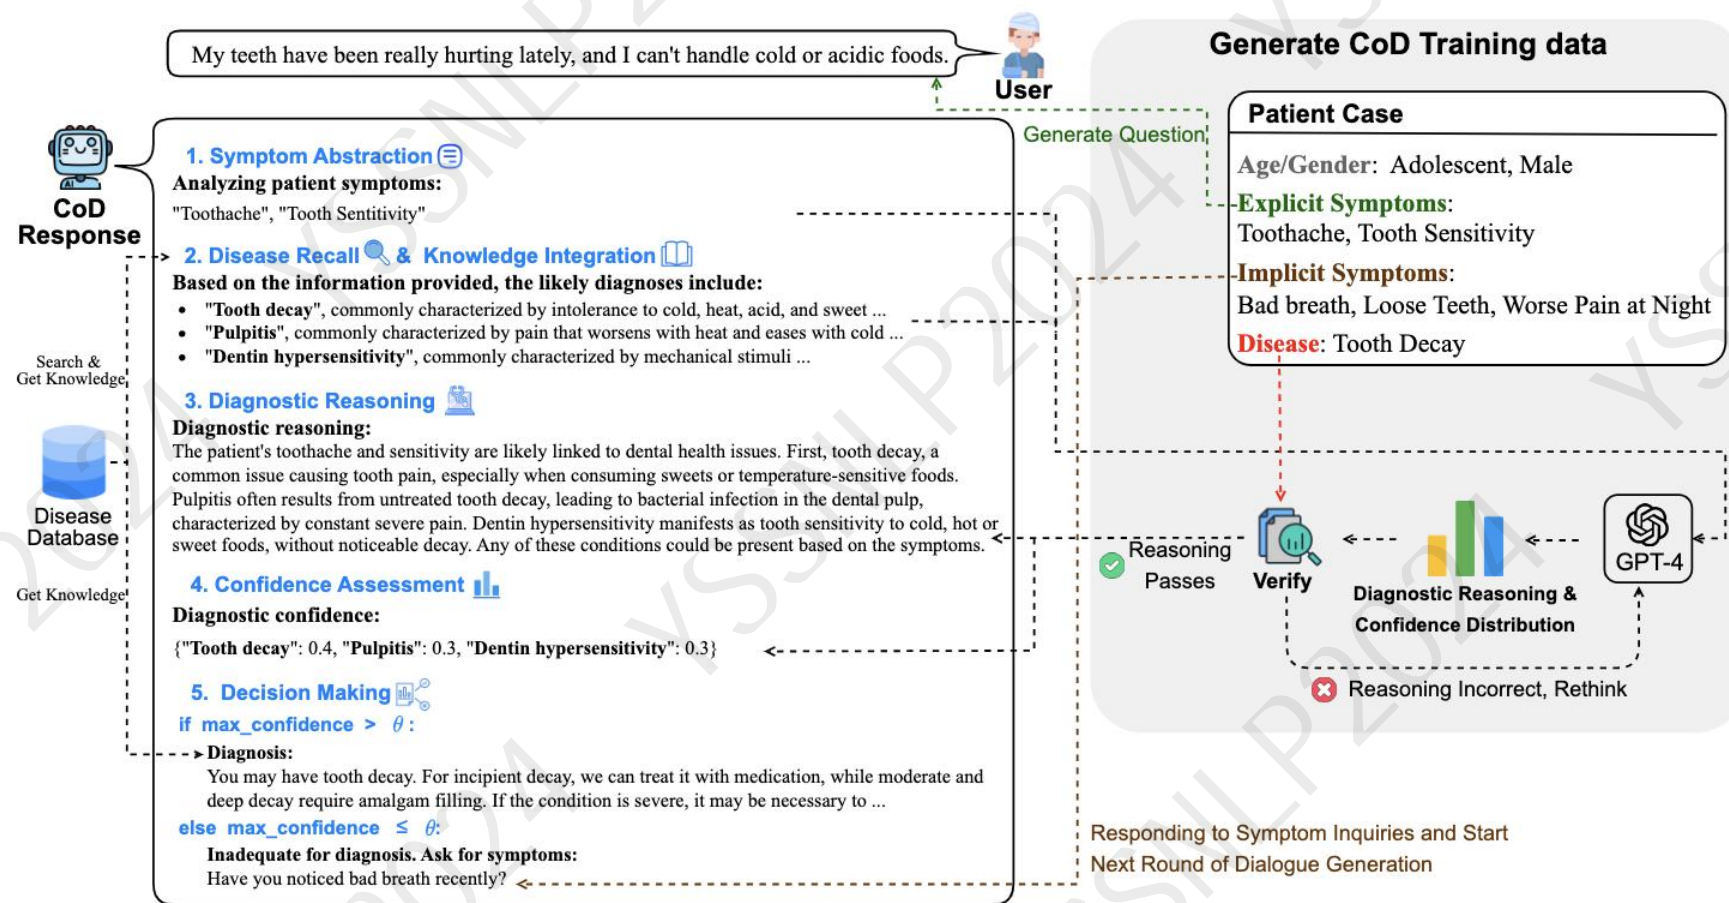 My teeth have been really hurting lately, and I can't handle cold or acidic foods.
User
CoD
Response
AI
1. Symptom Abstraction
Analyzing patient symptoms:
"Toothache", "Tooth Sentitivity"
2. Disease Recall & Knowledge Integration
Based on the information provided, the likely diagnoses include:
• "Tooth decay", commonly characterized by intolerance to cold, heat, acid, and sweet ...
• "Pulpitis", commonly characterized by pain that worsens with heat and eases with cold ...
• "Dentin hypersensitivity", commonly characterized by mechanical stimuli ...
3. Diagnostic Reasoning
Diagnostic reasoning:
The patient's toothache and sensitivity are likely linked to dental health issues. First, tooth decay, a
common issue causing tooth pain, especially when consuming sweets or temperature-sensitive foods.
Pulpitis often results from untreated tooth decay, leading to bacterial infection in the dental pulp,
characterized by constant severe pain. Dentin hypersensitivity manifests as tooth sensitivity to cold, hot or
sweet foods, without noticeable decay. Any of these conditions could be present based on the symptoms.
4. Confidence Assessment
Diagnostic confidence:
{"Tooth decay": 0.4, "Pulpitis": 0.3, "Dentin hypersensitivity": 0.3}
5. Decision Making
if max_confidence > θ :
Diagnosis:
You may have tooth decay. For incipient decay, we can treat it with medication, while moderate and
deep decay require amalgam filling. If the condition is severe, it may be necessary to ...
else max_confidence ≤ θ:
Inadequate for diagnosis. Ask for symptoms:
Have you noticed bad breath recently?
Search &
Get Knowledge
Disease
Database
Get Knowledge
Generate CoD Training data
Generate Question
Patient Case
Age/Gender: Adolescent, Male
Explicit Symptoms:
Toothache, Tooth Sensitivity
Implicit Symptoms:
Bad breath, Loose Teeth, Worse Pain at Night
Disease: Tooth Decay
Reasoning
Passes
Verify
Diagnostic Reasoning &
Confidence Distribution
GPT-4
Reasoning Incorrect, Rethink
Responding to Symptom Inquiries and Start
Next Round of Dialogue Generation
YSSNLP2024